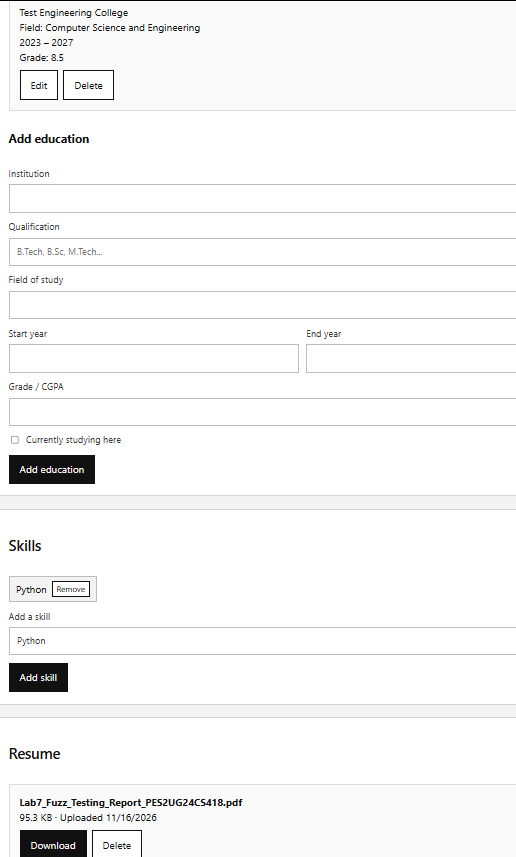 Test Engineering College
Field: Computer Science and Engineering
2023 – 2027
Grade: 8.5
Edit Delete
Add education
Institution
Qualification
B.Tech, B.Sc, M.Tech...
Field of study
Start year End year
Grade / CGPA
Currently studying here
Add education
Skills
Python Remove
Add a skill
Python
Add skill
Resume
Lab7_Fuzz_Testing_Report_PES2UG24CS418.pdf
95.3 KB · Uploaded 11/16/2026
Download Delete